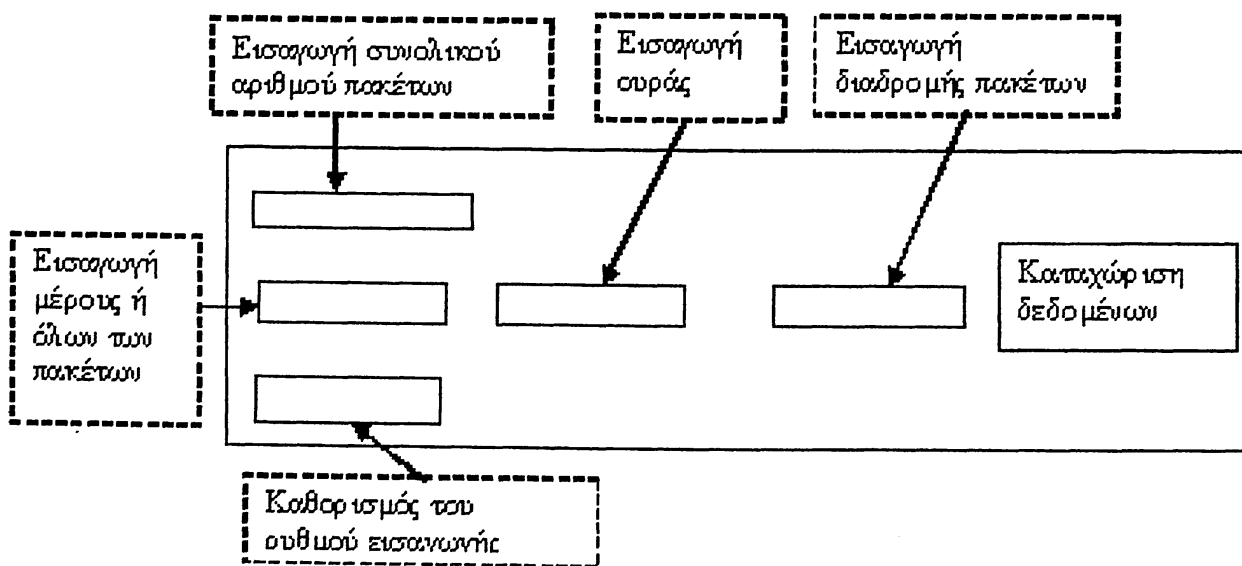 Εισαγωγή συνολικού
αριθμού πακέτων
Εισαγωγή
ουράς
Εισαγωγή
διαδρομής πακέτων
Εισαγωγή
μέρους ή
όλων των
πακέτων
Καταχώριση
δεδομένων
Καθορισμός του
ρυθμού εισαγωγής